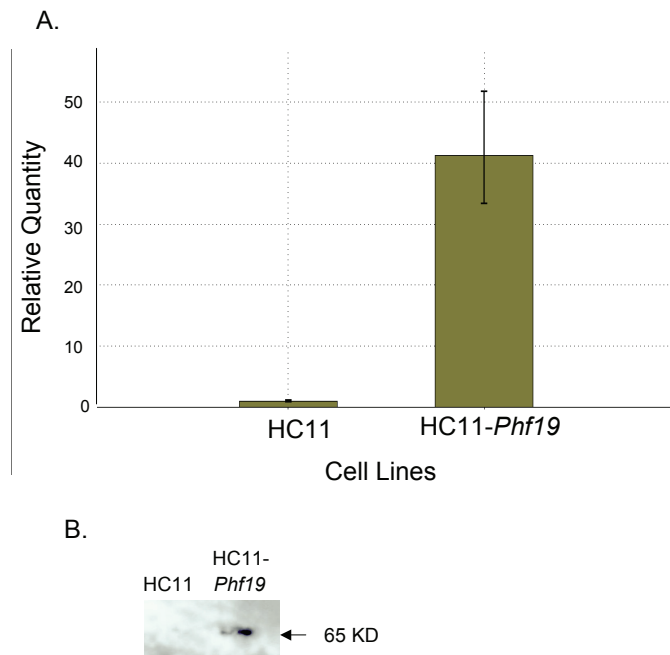 A.
Relative Quantity
50
40
30
20
10
0
HC11
HC11-Phf19
Cell Lines
B.
HC11
HC11-
Phf19
65 KD